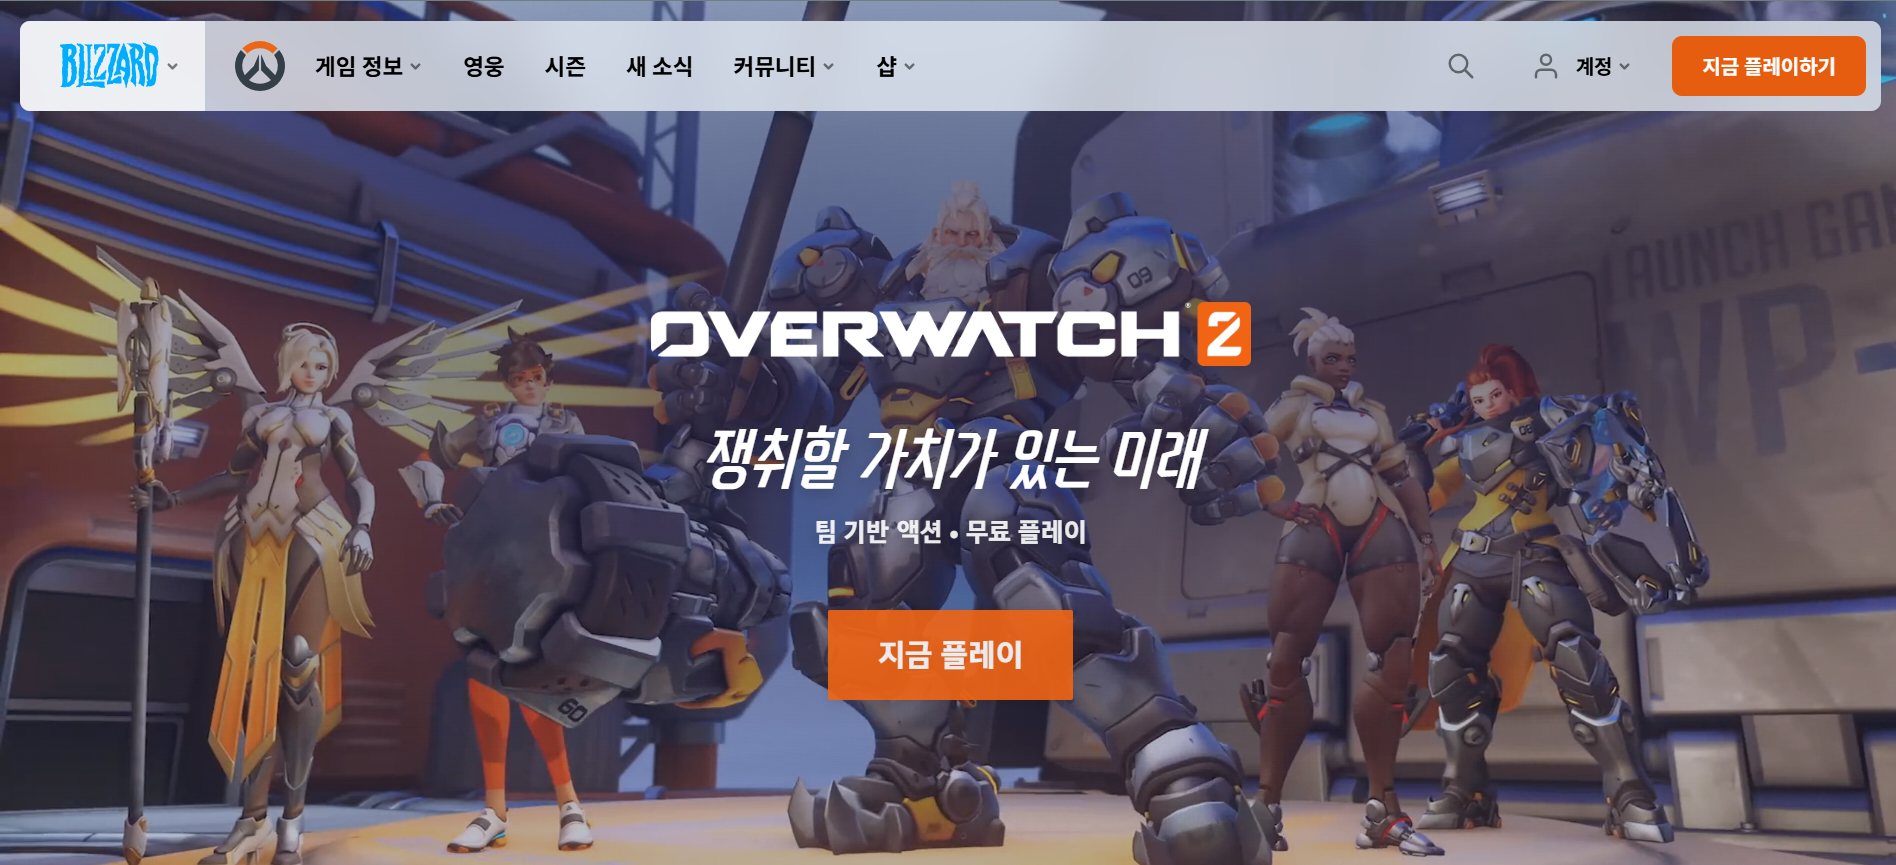 BLIZZARD
게임 정보
영웅
시즌
새 소식
커뮤니티
샵
계정
지금 플레이하기
LAUNCH GA
WP-
09
OVERWATCH 2
쟁취할 가치가 있는 미래
팀 기반 액션 • 무료 플레이
지금 플레이
60